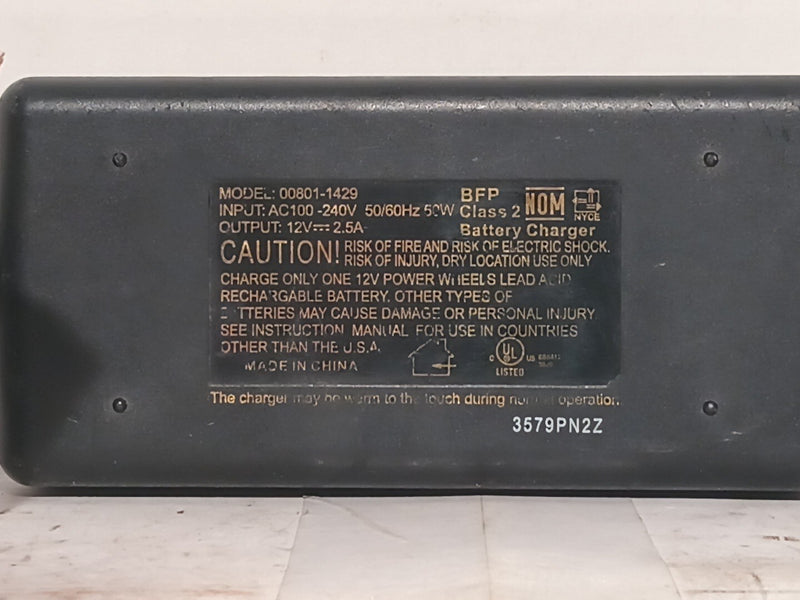 MODEL: 00801-1429
INPUT: AC100 -240V 50/60Hz 50W
OUTPUT: 12V⎓ 2.5A
BFP
Class 2
Battery Charger
NOM
NYCE
CAUTION! RISK OF FIRE AND RISK OF ELECTRIC SHOCK.
RISK OF INJURY, DRY LOCATION USE ONLY
CHARGE ONLY ONE 12V POWER WHEELS LEAD ACID
RECHARGABLE BATTERY. OTHER TYPES OF
BATTERIES MAY CAUSE DAMAGE OR PERSONAL INJURY.
SEE INSTRUCTION MANUAL FOR USE IN COUNTRIES
OTHER THAN THE U.S.A.
MADE IN CHINA
C UL US
LISTED
The charger may be warm to the touch during normal operation.
3579PN2Z